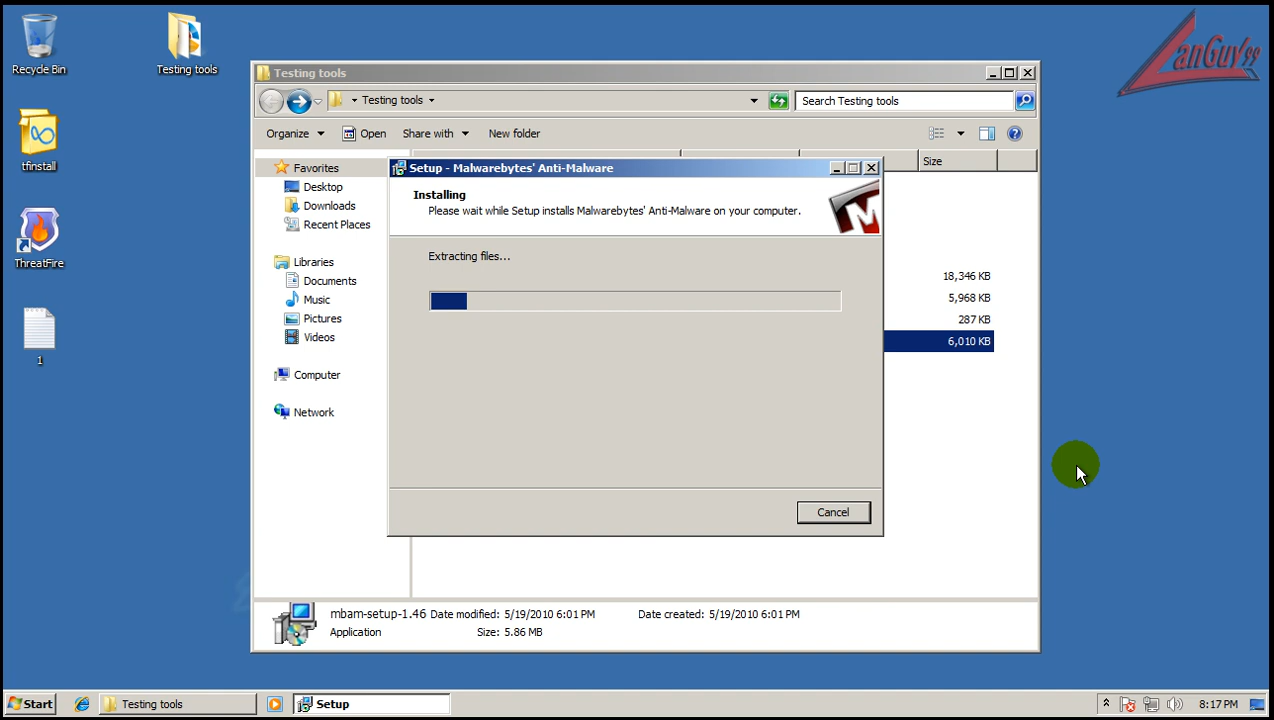 Recycle Bin
Testing tools
tfinstall
ThreatFire
1
LanGuy99
Testing tools
Testing tools
Search Testing tools
Organize
Open
Share with
New folder
Size
Favorites
Desktop
Downloads
Recent Places
Libraries
Documents
Music
Pictures
Videos
Computer
Network
Setup - Malwarebytes' Anti-Malware
Installing
Please wait while Setup installs Malwarebytes' Anti-Malware on your computer.
Extracting files...
Cancel
18,346 KB
5,968 KB
287 KB
6,010 KB
mbam-setup-1.46 Date modified: 5/19/2010 6:01 PM Date created: 5/19/2010 6:01 PM
Application Size: 5.86 MB
Start
Testing tools
Setup
8:17 PM